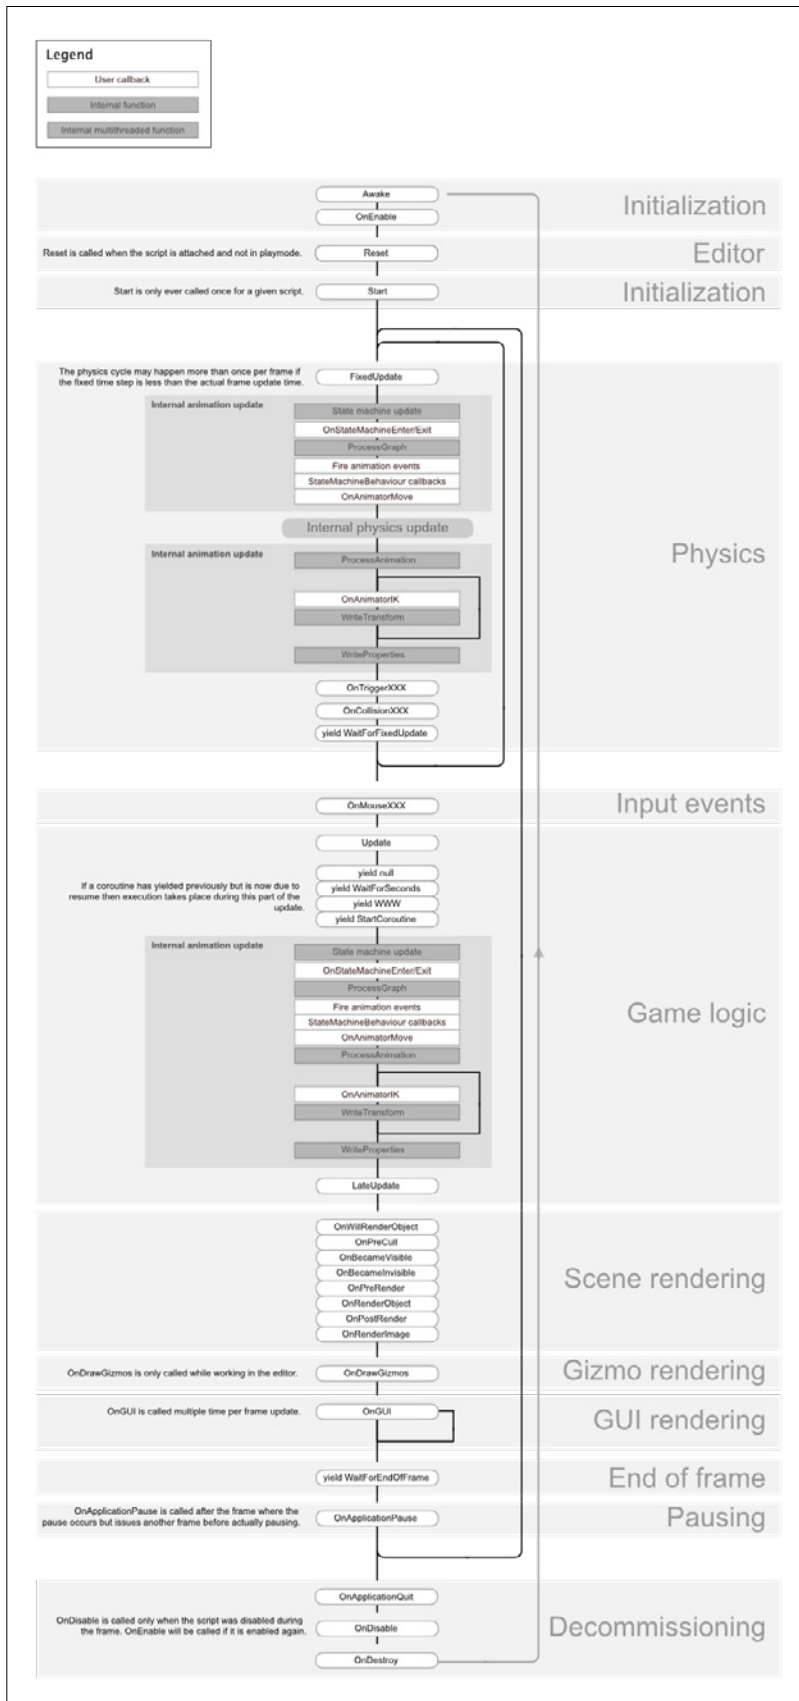 Legend
User callback
Internal function
Internal multithreaded function
Awake
OnEnable
Initialization
Reset is called when the script is attached and not in playmode.
Reset
Editor
Start is only ever called once for a given script.
Start
Initialization
The physics cycle may happen more than once per frame if
the fixed time step is less than the actual frame update time.
FixedUpdate
Internal animation update
State machine update
OnStateMachineEnter/Exit
ProcessGraph
Fire animation events
StateMachineBehaviour callbacks
OnAnimatorMove
Internal physics update
Physics
Internal animation update
ProcessAnimation
OnAnimatorIK
WriteTransform
WriteProperties
OnTriggerXXX
OnCollisionXXX
yield WaitForFixedUpdate
OnMouseXXX
Input events
Update
If a coroutine has yielded previously but is now due to
resume then execution takes place during this part of the
update.
yield null
yield WaitForSeconds
yield WWW
yield StartCoroutine
Internal animation update
State machine update
OnStateMachineEnter/Exit
ProcessGraph
Fire animation events
StateMachineBehaviour callbacks
OnAnimatorMove
ProcessAnimation
Game logic
OnAnimatorIK
WriteTransform
WriteProperties
LateUpdate
OnWillRenderObject
OnPreCull
OnBecameVisible
OnBecameInvisible
OnPreRender
OnRenderObject
OnPostRender
OnRenderImage
Scene rendering
OnDrawGizmos is only called while working in the editor.
OnDrawGizmos
Gizmo rendering
OnGUI is called multiple time per frame update.
OnGUI
GUI rendering
yield WaitForEndOfFrame
End of frame
OnApplicationPause is called after the frame where the
pause occurs but issues another frame before actually pausing.
OnApplicationPause
Pausing
OnApplicationQuit
OnDisable is called only when the script was disabled during
the frame. OnEnable will be called if it is enabled again.
OnDisable
Decommissioning
OnDestroy